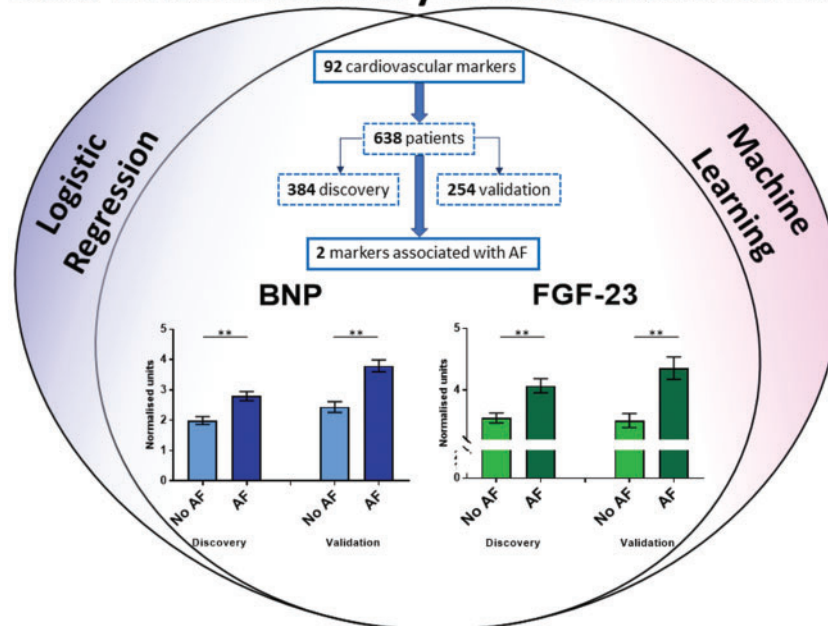 Logistic
Regression
Machine
Learning
92 cardiovascular markers
638 patients
384 discovery
254 validation
2 markers associated with AF
BNP
FGF-23
**
**
**
**
Normalised units
5
4
3
2
1
0
No AF
AF
No AF
AF
Discovery
Validation
Normalised units
5
4
0
No AF
AF
No AF
AF
Discovery
Validation